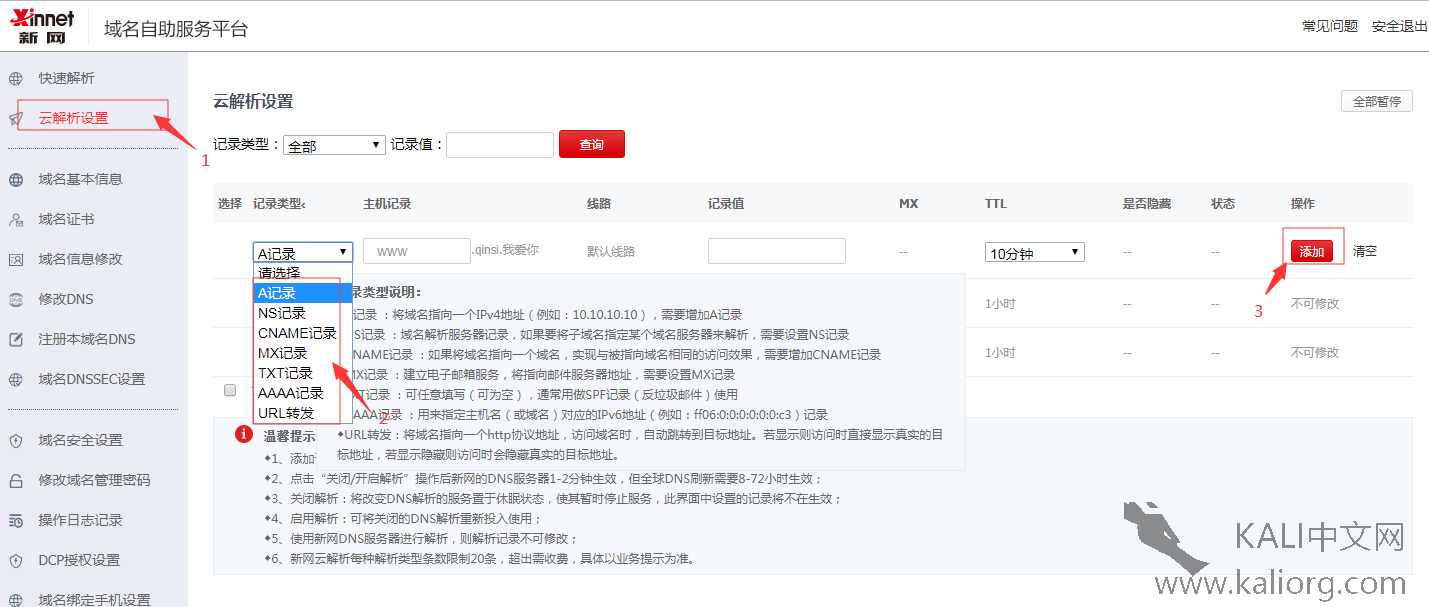 Xinnet
新网
域名自助服务平台
常见问题 安全退出
快速解析
云解析设置
1
域名基本信息
域名证书
域名信息修改
修改DNS
注册本域名DNS
域名DNSSEC设置
域名安全设置
修改域名管理密码
操作日志记录
DCP授权设置
域名绑定手机设置
云解析设置
全部暂停
记录类型： 全部 记录值： 查询
选择 记录类型 主机记录 线路 记录值 MX TTL 是否隐藏 状态 操作
A记录 www .qinsi.我爱你 默认线路 -- 10分钟 -- -- 添加 清空
3
请选择
A记录
NS记录
CNAME记录
MX记录
TXT记录
AAAA记录
URL转发
2
1小时 -- -- 不可修改
1小时 -- -- 不可修改
录类型说明：
记录 ：将域名指向一个IPv4地址（例如：10.10.10.10），需要增加A记录
S记录 ：域名解析服务器记录，如果要将子域名指定某个域名服务器来解析，需要设置NS记录
NAME记录 ：如果将域名指向一个域名，实现与被指向域名相同的访问效果，需要增加CNAME记录
X记录 ：建立电子邮箱服务，将指向邮件服务器地址，需要设置MX记录
T记录 ：可任意填写（可为空），通常用做SPF记录（反垃圾邮件）使用
AAA记录 ：用来指定主机名（或域名）对应的IPv6地址（例如：ff06:0:0:0:0:0:0:c3）记录
◆URL转发：将域名指向一个http协议地址，访问域名时，自动跳转到目标地址。若显示则访问时直接显示真实的目
标地址，若显示隐藏则访问时会隐藏真实的目标地址。
温馨提示
◆1、添加
◆2、点击“关闭/开启解析”操作后新网的DNS服务器1-2分钟生效，但全球DNS刷新需要8-72小时生效；
◆3、关闭解析：将改变DNS解析的服务置于休眠状态，使其暂时停止服务，此界面中设置的记录将不在生效；
◆4、启用解析：可将关闭的DNS解析重新投入使用；
◆5、使用新网DNS服务器进行解析，则解析记录不可修改；
◆6、新网云解析每种解析类型条数限制20条，超出需收费，具体以业务提示为准。
KALI中文网
www.kaliorg.com